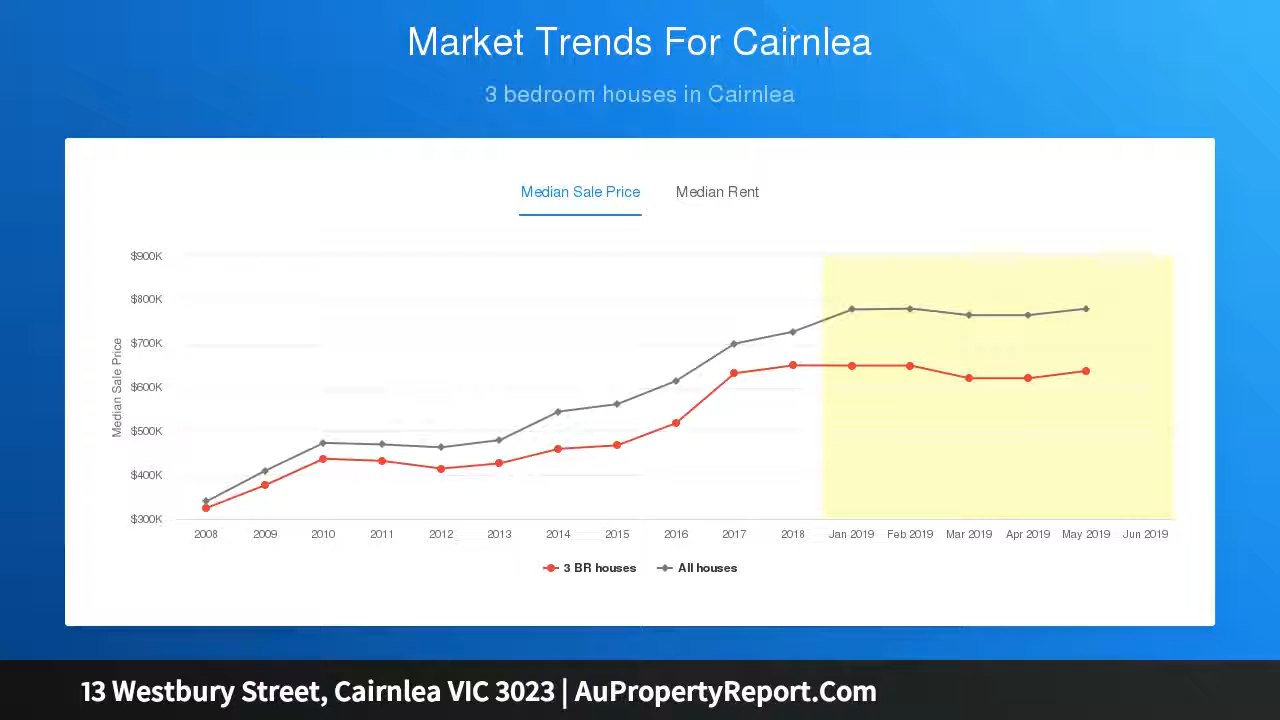 Market Trends For Cairnlea
3 bedroom houses in Cairnlea
Median Sale Price Median Rent
Median Sale Price
$900K
$800K
$700K
$600K
$500K
$400K
$300K
2008 2009 2010 2011 2012 2013 2014 2015 2016 2017 2018 Jan 2019 Feb 2019 Mar 2019 Apr 2019 May 2019 Jun 2019
3 BR houses All houses
13 Westbury Street, Cairnlea VIC 3023 | AuPropertyReport.Com